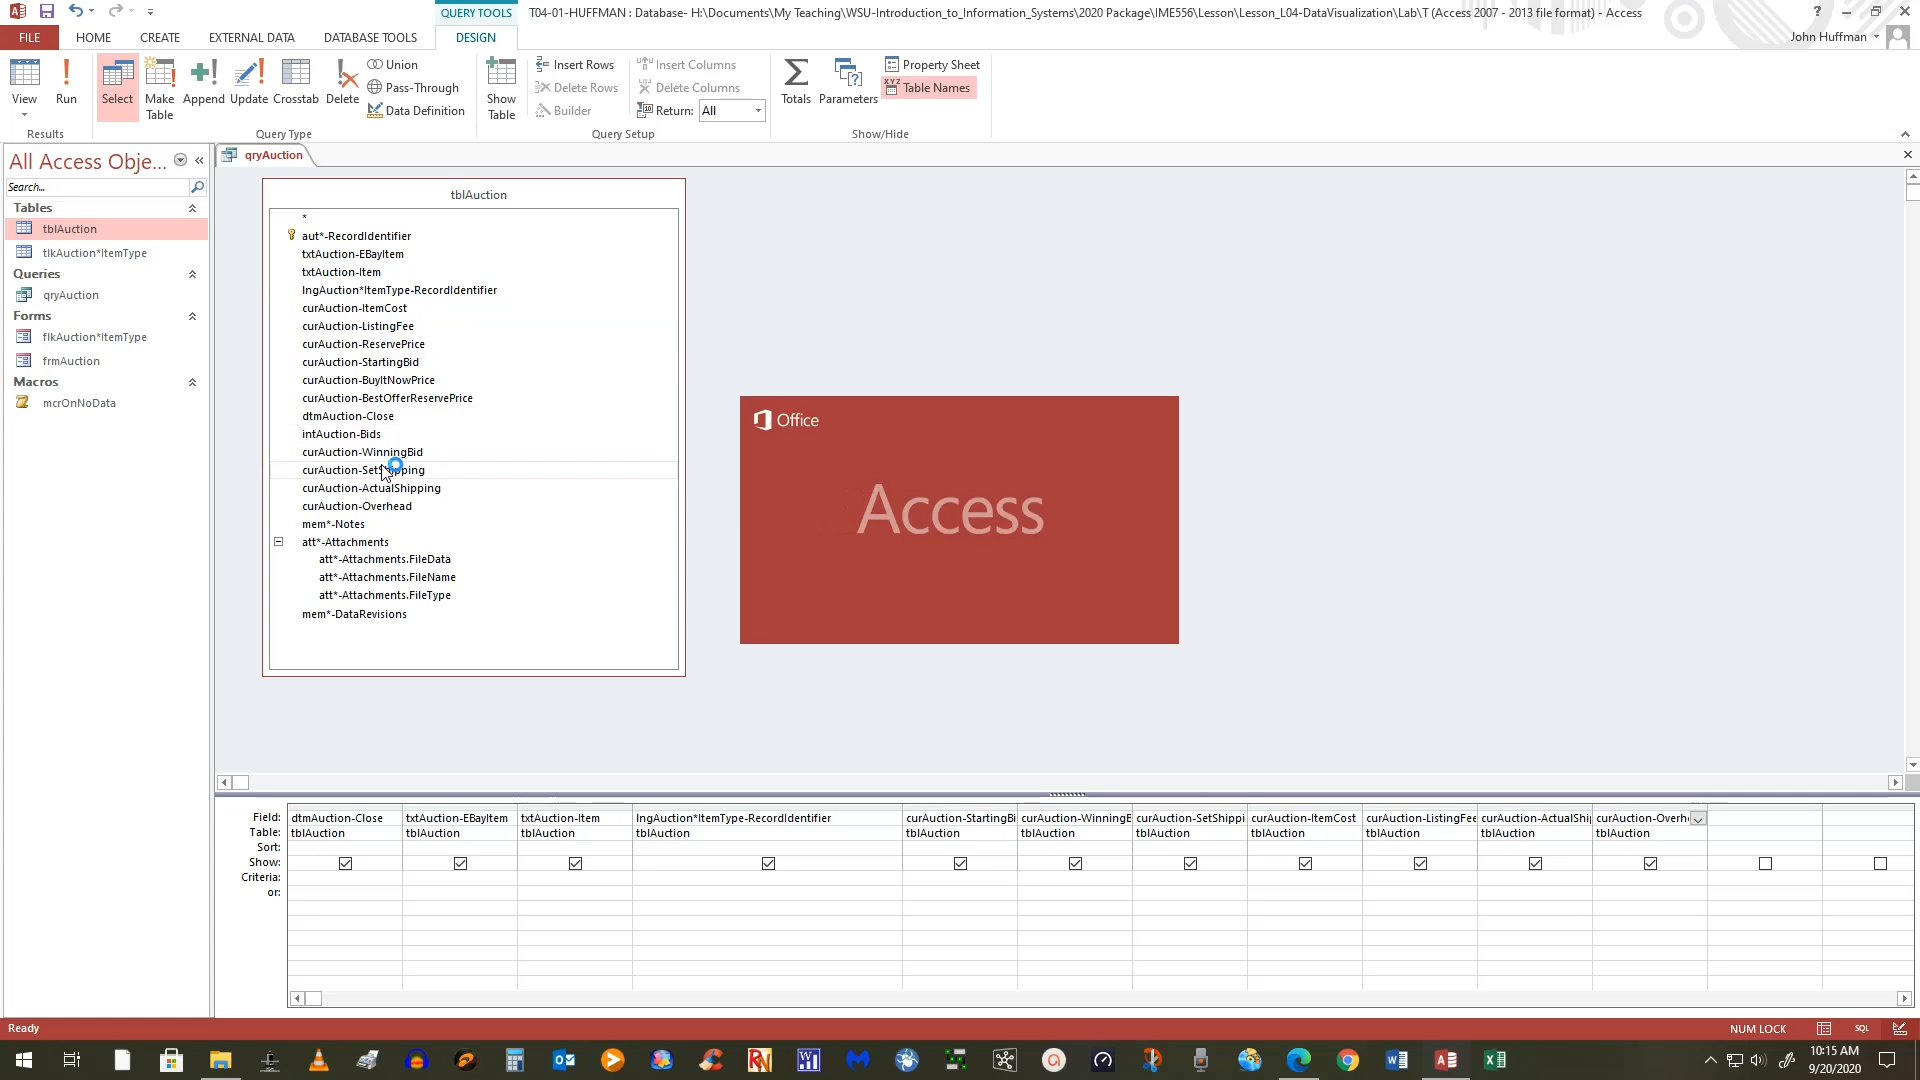 QUERY TOOLS
T04-01-HUFFMAN : Database- H:\Documents\My Teaching\WSU-Introduction_to_Information_Systems\2020 Package\IME556\Lesson\Lesson_L04-DataVisualization\Lab\T (Access 2007 - 2013 file format) - Access
?
FILE
HOME
CREATE
EXTERNAL DATA
DATABASE TOOLS
DESIGN
John Huffman
View
Run
Select
Make Table
Append
Update
Crosstab
Delete
Union
Pass-Through
Data Definition
Show Table
Insert Rows
Delete Rows
Builder
Insert Columns
Delete Columns
Return: All
Totals
Parameters
Property Sheet
Table Names
Results
Query Type
Query Setup
Show/Hide
All Access Obje...
Search...
Tables
tblAuction
tlkAuction*ItemType
Queries
qryAuction
Forms
flkAuction*ItemType
frmAuction
Macros
mcrOnNoData
qryAuction
tblAuction
*
aut*-RecordIdentifier
txtAuction-EBayItem
txtAuction-Item
lngAuction*ItemType-RecordIdentifier
curAuction-ItemCost
curAuction-ListingFee
curAuction-ReservePrice
curAuction-StartingBid
curAuction-BuyItNowPrice
curAuction-BestOfferReservePrice
dtmAuction-Close
intAuction-Bids
curAuction-WinningBid
curAuction-SetShipping
curAuction-ActualShipping
curAuction-Overhead
mem*-Notes
att*-Attachments
att*-Attachments.FileData
att*-Attachments.FileName
att*-Attachments.FileType
mem*-DataRevisions
Office
Access
Field: dtmAuction-Close txtAuction-EBayItem txtAuction-Item lngAuction*ItemType-RecordIdentifier curAuction-StartingBi curAuction-WinningB curAuction-SetShippi curAuction-ItemCost curAuction-ListingFee curAuction-ActualShi curAuction-Overh
Table: tblAuction tblAuction tblAuction tblAuction tblAuction tblAuction tblAuction tblAuction tblAuction tblAuction tblAuction
Sort:
Show:
Criteria:
or:
Ready
NUM LOCK
SQL
10:15 AM
9/20/2020